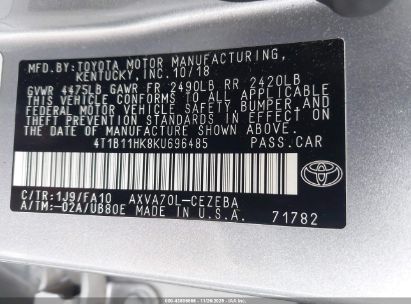 MFD. BY: TOYOTA MOTOR MANUFACTURING,
KENTUCKY, INC. 10/18
GVWR 4475LB GAWR FR 2490LB RR 2420LB
THIS VEHICLE CONFORMS TO ALL APPLICABLE
FEDERAL MOTOR VEHICLE SAFETY, BUMPER, AND
THEFT PREVENTION STANDARDS IN EFFECT ON
THE DATE OF MANUFACTURE SHOWN ABOVE.
4T1B11HK8KU696485 PASS.CAR
C/TR:1J9/FA10 AXVA70L-CEZEBA
A/TM:-02A/UB80E MADE IN U.S.A.
TOYOTA
71782